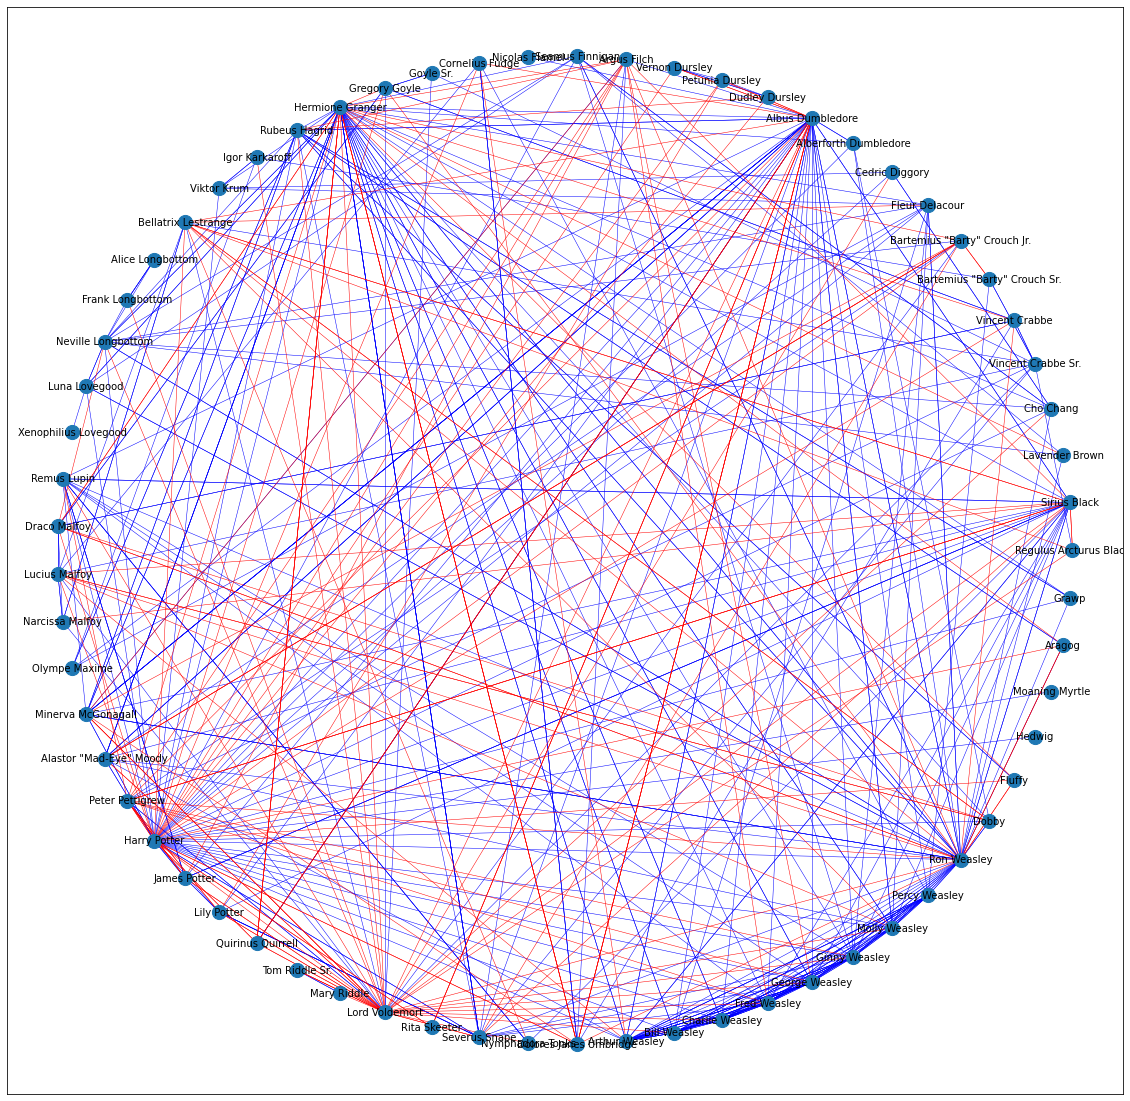 Nicolas Flamel
Seamus Finnigan
Argus Filch
Cornelius Fudge
Vernon Dursley
Goyle Sr.
Petunia Dursley
Gregory Goyle
Dudley Dursley
Hermione Granger
Albus Dumbledore
Rubeus Hagrid
Alberforth Dumbledore
Igor Karkaroff
Cedric Diggory
Viktor Krum
Fleur Delacour
Bellatrix Lestrange
Bartemius "Barty" Crouch Jr.
Alice Longbottom
Bartemius "Barty" Crouch Sr.
Frank Longbottom
Vincent Crabbe
Neville Longbottom
Vincent Crabbe Sr.
Luna Lovegood
Cho Chang
Xenophilius Lovegood
Lavender Brown
Remus Lupin
Sirius Black
Draco Malfoy
Regulus Arcturus Blac
Lucius Malfoy
Grawp
Narcissa Malfoy
Aragog
Olympe Maxime
Moaning Myrtle
Minerva McGonagall
Hedwig
Alastor "Mad-Eye" Moody
Fluffy
Peter Pettigrew
Dobby
Harry Potter
Ron Weasley
James Potter
Percy Weasley
Lily Potter
Molly Weasley
Quirinus Quirrell
Ginny Weasley
Tom Riddle Sr.
George Weasley
Mary Riddle
Fred Weasley
Lord Voldemort
Charlie Weasley
Rita Skeeter
Bill Weasley
Severus Snape
Arthur Weasley
Nymphadora Tonks
Dolores Janes Umbridge